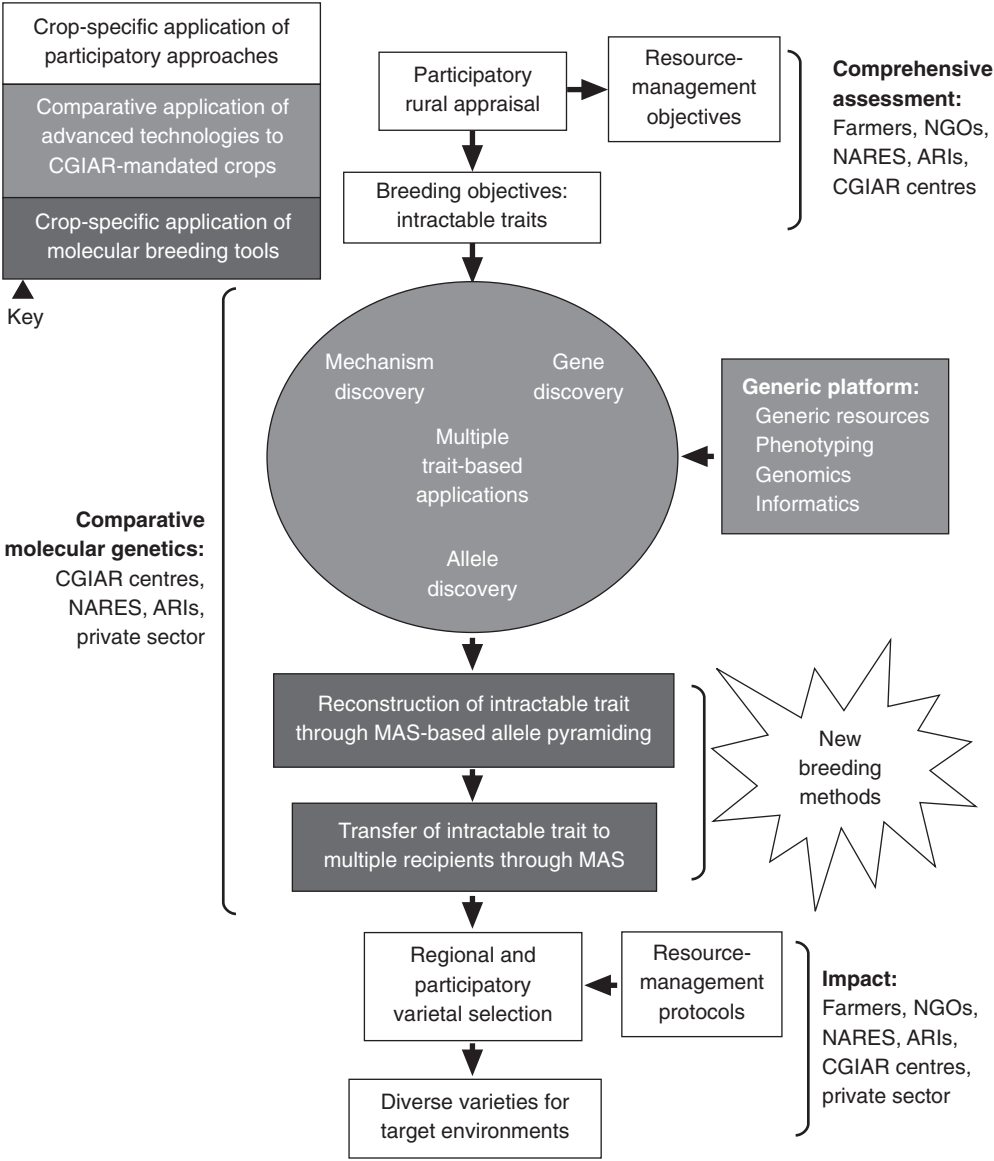 Crop-specific application of
participatory approaches
Comparative application of
advanced technologies to
CGIAR-mandated crops
Crop-specific application of
molecular breeding tools
Key
Participatory
rural appraisal
Resource-
management
objectives
Comprehensive
assessment:
Farmers, NGOs,
NARES, ARIs,
CGIAR centres
Breeding objectives:
intractable traits
Mechanism
discovery
Gene
discovery
Multiple
trait-based
applications
Allele
discovery
Generic platform:
Generic resources
Phenotyping
Genomics
Informatics
Comparative
molecular genetics:
CGIAR centres,
NARES, ARIs,
private sector
Reconstruction of intractable trait
through MAS-based allele pyramiding
Transfer of intractable trait to
multiple recipients through MAS
New
breeding
methods
Regional and
participatory
varietal selection
Resource-
management
protocols
Impact:
Farmers, NGOs,
NARES, ARIs,
CGIAR centres,
private sector
Diverse varieties for
target environments